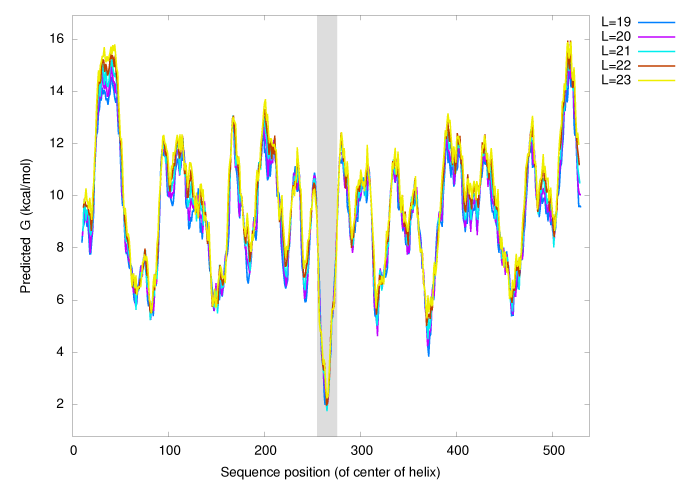 L=19
L=20
L=21
L=22
L=23
16
14
12
10
8
6
4
2
Predicted G (kcal/mol)
0 100 200 300 400 500
Sequence position (of center of helix)